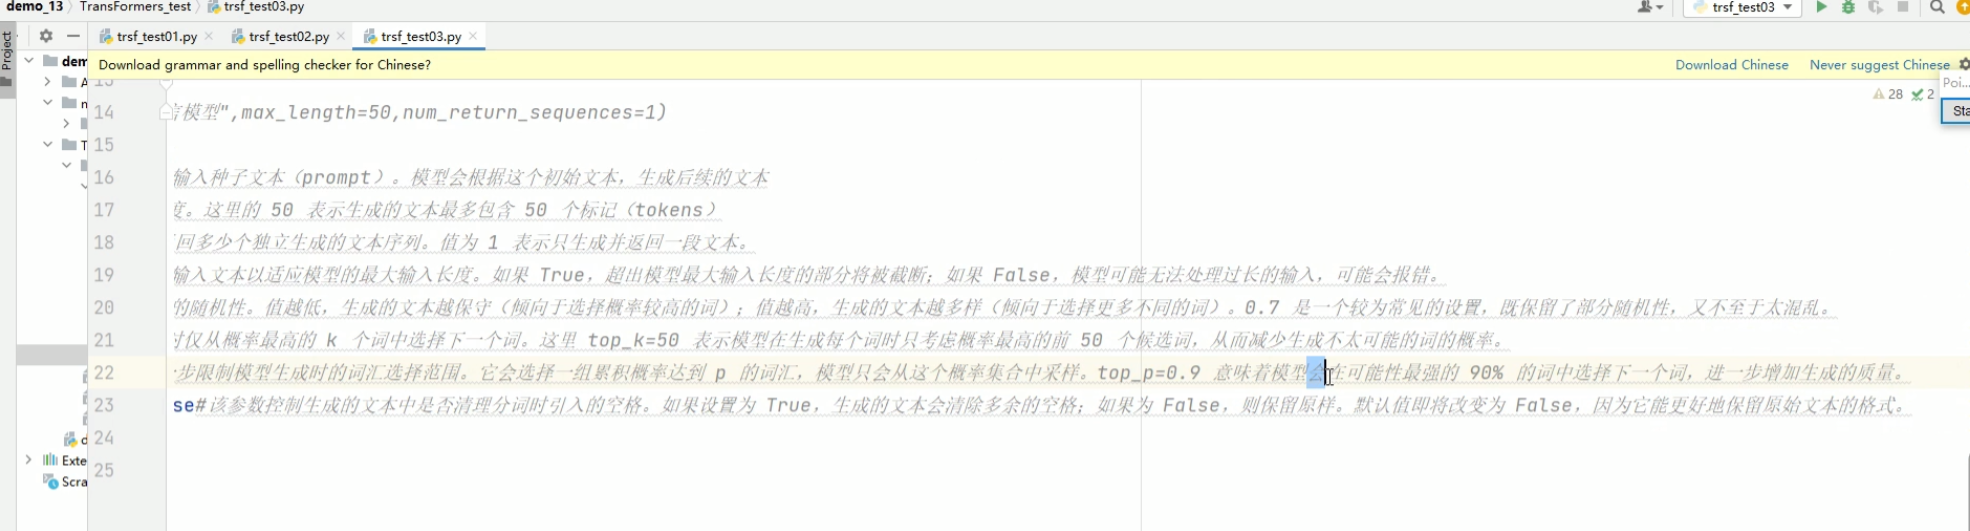 demo_13 TransFormers_test trsf_test03.py trsf_test03
Project trsf_test01.py trsf_test02.py trsf_test03.py
dem Download grammar and spelling checker for Chinese? Download Chinese Never suggest Chinese
Poi...
28 2
14 言模型",max_length=50,num_return_sequences=1) Sta
15
16 输入种子文本（prompt）。模型会根据这个初始文本，生成后续的文本
17 度。这里的 50 表示生成的文本最多包含 50 个标记（tokens）
18 回多少个独立生成的文本序列。值为 1 表示只生成并返回一段文本。
19 输入文本以适应模型的最大输入长度。如果 True，超出模型最大输入长度的部分将被截断；如果 False，模型可能无法处理过长的输入，可能会报错。
20 的随机性。值越低，生成的文本越保守（倾向于选择概率较高的词）；值越高，生成的文本越多样（倾向于选择更多不同的词）。0.7 是一个较为常见的设置，既保留了部分随机性，又不至于太混乱。
21 时仅从概率最高的 k 个词中选择下一个词。这里 top_k=50 表示模型在生成每个词时只考虑概率最高的前 50 个候选词，从而减少生成不太可能的词的概率。
22 一步限制模型生成时的词汇选择范围。它会选择一组累积概率达到 p 的词汇，模型只会从这个概率集合中采样。top_p=0.9 意味着模型会在可能性最强的 90% 的词中选择下一个词，进一步增加生成的质量。
23 se#该参数控制生成的文本中是否清理分词时引入的空格。如果设置为 True，生成的文本会清除多余的空格；如果为 False，则保留原样。默认值即将改变为 False，因为它能更好地保留原始文本的格式。
24
Exte
25
Scra